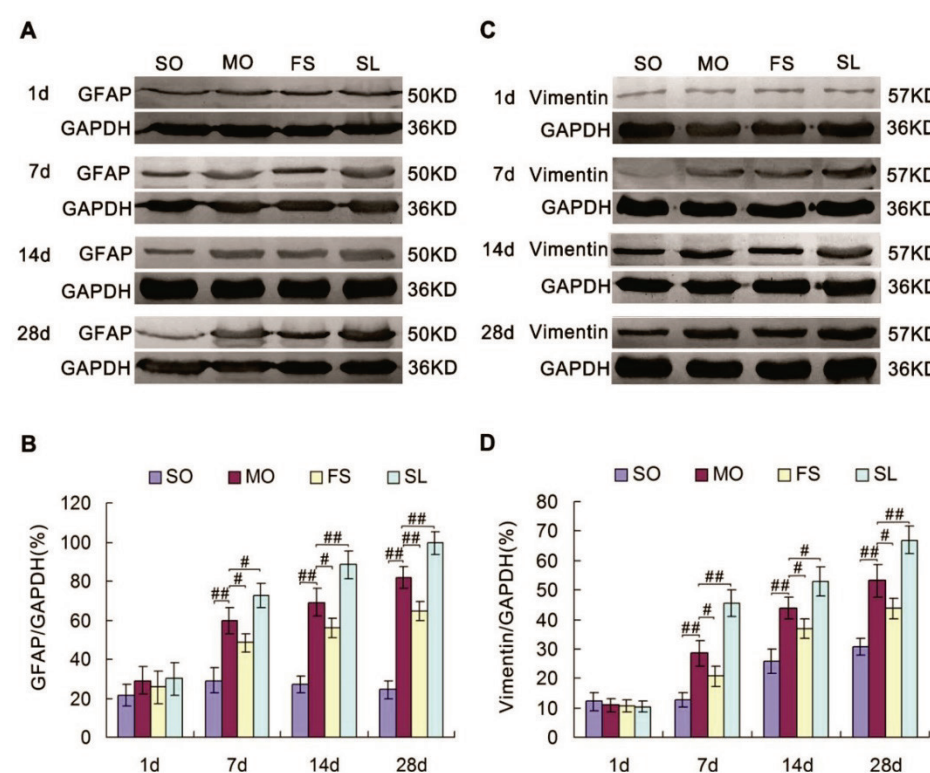 A
SO MO FS SL
1d GFAP 50KD
GAPDH 36KD
7d GFAP 50KD
GAPDH 36KD
14d GFAP 50KD
GAPDH 36KD
28d GFAP 50KD
GAPDH 36KD
C
SO MO FS SL
1d Vimentin 57KD
GAPDH 36KD
7d Vimentin 57KD
GAPDH 36KD
14d Vimentin 57KD
GAPDH 36KD
28d Vimentin 57KD
GAPDH 36KD
B
SO MO FS SL
GFAP/GAPDH(%)
120
100
80
60
40
20
0
## # #
## # ##
## ## ##
1d 7d 14d 28d
D
SO MO FS SL
Vimentin/GAPDH(%)
80
70
60
50
40
30
20
10
0
## # ##
## # #
## # ##
1d 7d 14d 28d